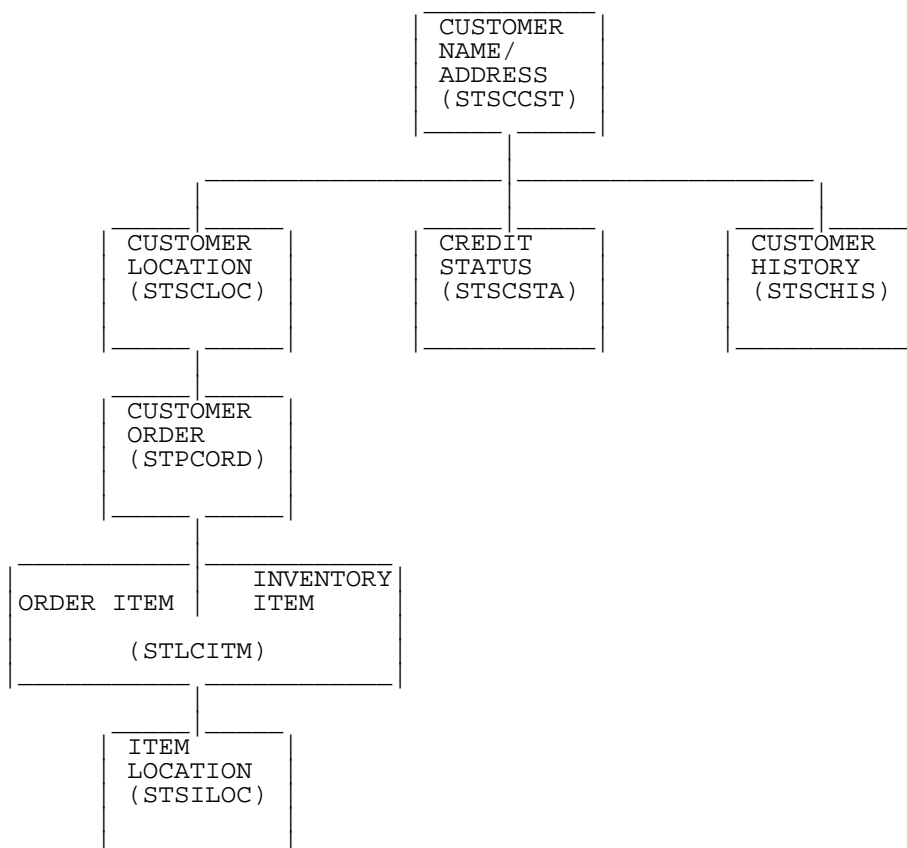 CUSTOMER
NAME/
ADDRESS
(STSCCST)
CUSTOMER
LOCATION
(STSCLOC)
CREDIT
STATUS
(STSCSTA)
CUSTOMER
HISTORY
(STSCHIS)
CUSTOMER
ORDER
(STPCORD)
ORDER ITEM
INVENTORY
ITEM
(STLCITM)
ITEM
LOCATION
(STSILOC)